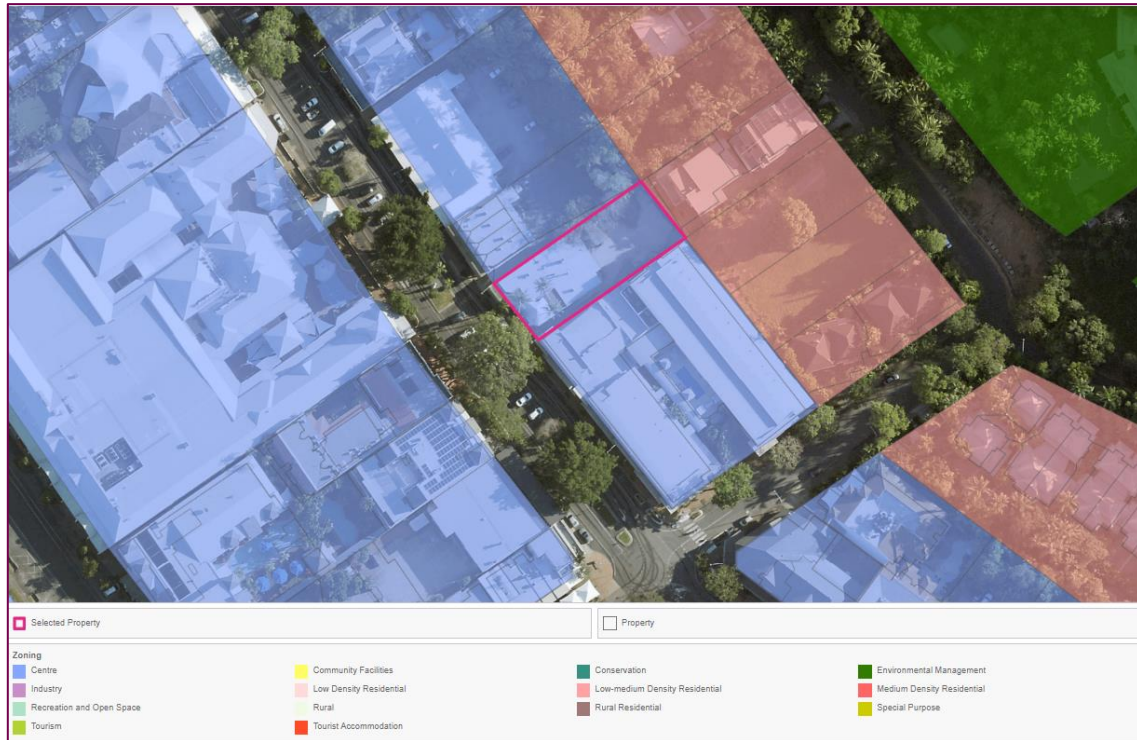 Selected Property
Property
Zoning
Centre
Community Facilities
Conservation
Environmental Management
Industry
Low Density Residential
Low-medium Density Residential
Medium Density Residential
Recreation and Open Space
Rural
Rural Residential
Special Purpose
Tourism
Tourist Accommodation